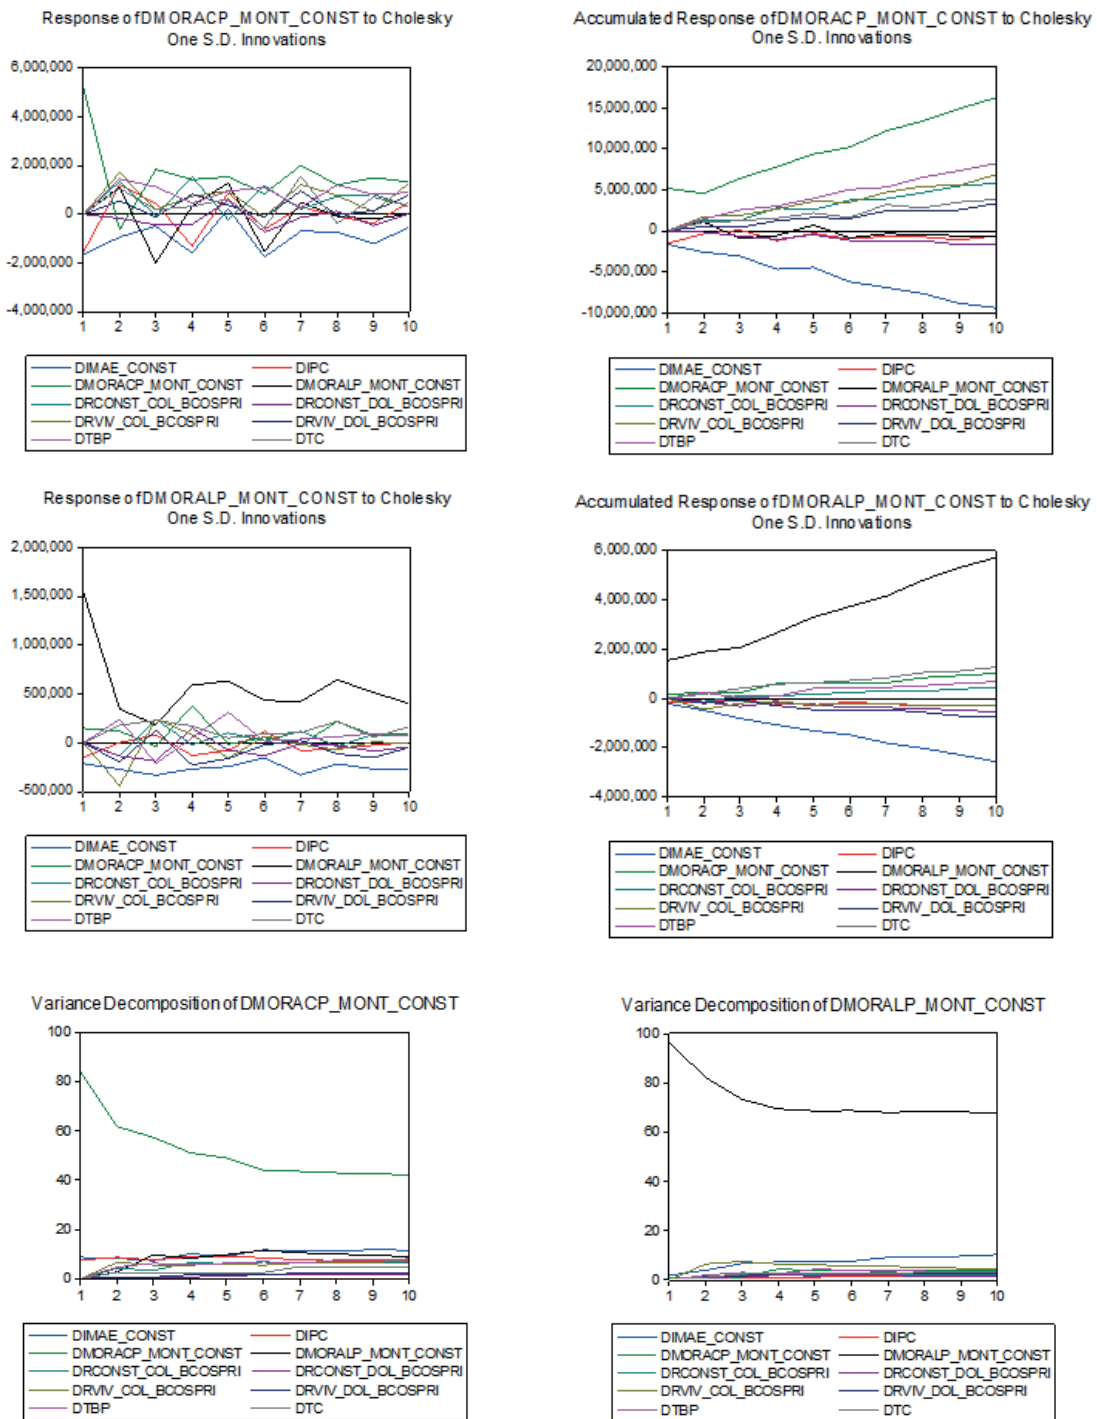 Response of DMORACP_MONT_CONST to Cholesky
One S.D. Innovations
6,000,000
4,000,000
2,000,000
0
-2,000,000
-4,000,000
1 2 3 4 5 6 7 8 9 10
DIMAE_CONST DIPC
DMORACP_MONT_CONST DMORALP_MONT_CONST
DRCONST_COL_BCOSPRI DRCONST_DOL_BCOSPRI
DRVIV_COL_BCOSPRI DRVIV_DOL_BCOSPRI
DTBP DTC
Accumulated Response of DMORACP_MONT_CONST to Cholesky
One S.D. Innovations
20,000,000
15,000,000
10,000,000
5,000,000
0
-5,000,000
-10,000,000
1 2 3 4 5 6 7 8 9 10
DIMAE_CONST DIPC
DMORACP_MONT_CONST DMORALP_MONT_CONST
DRCONST_COL_BCOSPRI DRCONST_DOL_BCOSPRI
DRVIV_COL_BCOSPRI DRVIV_DOL_BCOSPRI
DTBP DTC
Response of DMORALP_MONT_CONST to Cholesky
One S.D. Innovations
2,000,000
1,500,000
1,000,000
500,000
0
-500,000
1 2 3 4 5 6 7 8 9 10
DIMAE_CONST DIPC
DMORACP_MONT_CONST DMORALP_MONT_CONST
DRCONST_COL_BCOSPRI DRCONST_DOL_BCOSPRI
DRVIV_COL_BCOSPRI DRVIV_DOL_BCOSPRI
DTBP DTC
Accumulated Response of DMORALP_MONT_CONST to Cholesky
One S.D. Innovations
6,000,000
4,000,000
2,000,000
0
-2,000,000
-4,000,000
1 2 3 4 5 6 7 8 9 10
DIMAE_CONST DIPC
DMORACP_MONT_CONST DMORALP_MONT_CONST
DRCONST_COL_BCOSPRI DRCONST_DOL_BCOSPRI
DRVIV_COL_BCOSPRI DRVIV_DOL_BCOSPRI
DTBP DTC
Variance Decomposition of DMORACP_MONT_CONST
100
80
60
40
20
0
1 2 3 4 5 6 7 8 9 10
DIMAE_CONST DIPC
DMORACP_MONT_CONST DMORALP_MONT_CONST
DRCONST_COL_BCOSPRI DRCONST_DOL_BCOSPRI
DRVIV_COL_BCOSPRI DRVIV_DOL_BCOSPRI
DTBP DTC
Variance Decomposition of DMORALP_MONT_CONST
100
80
60
40
20
0
1 2 3 4 5 6 7 8 9 10
DIMAE_CONST DIPC
DMORACP_MONT_CONST DMORALP_MONT_CONST
DRCONST_COL_BCOSPRI DRCONST_DOL_BCOSPRI
DRVIV_COL_BCOSPRI DRVIV_DOL_BCOSPRI
DTBP DTC